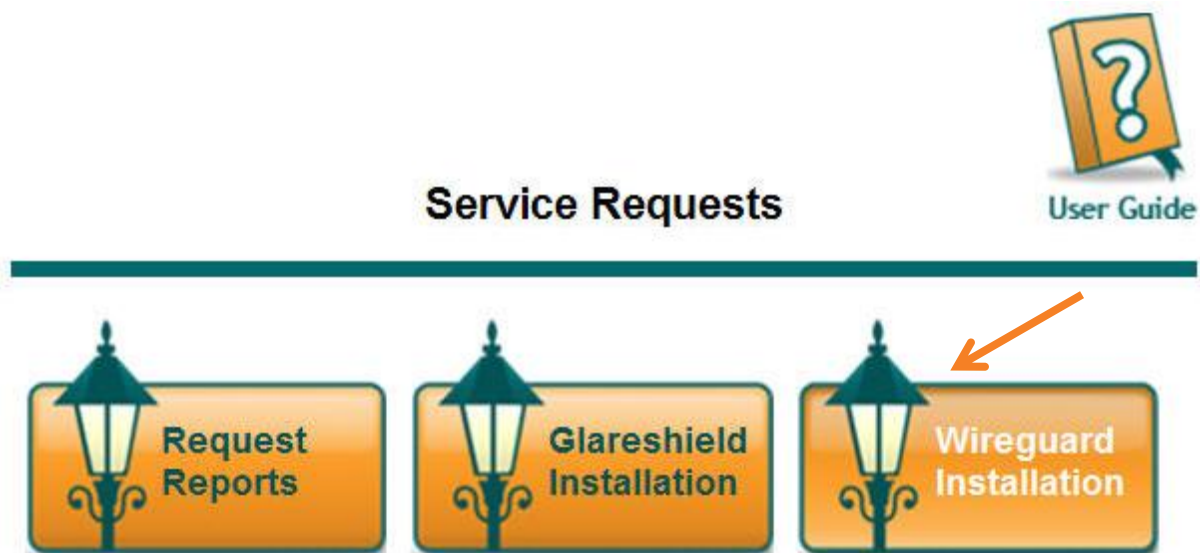 User Guide
Service Requests
Request
Reports
Glareshield
Installation
Wireguard
Installation